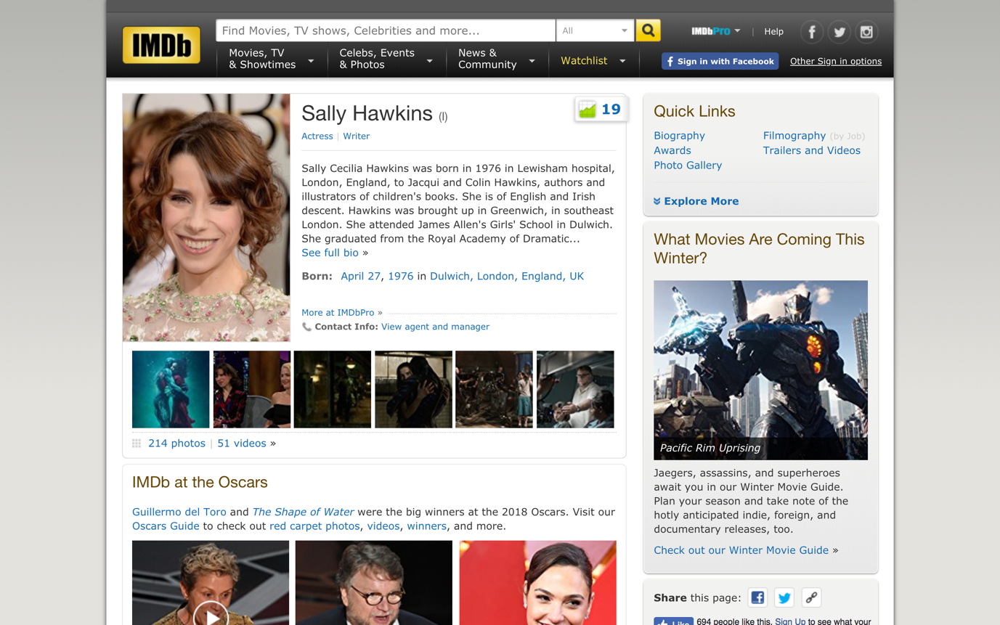 IMDb
Find Movies, TV shows, Celebrities and more...
All
IMDbPro
|
Help
Movies, TV
& Showtimes
Celebs, Events
& Photos
News &
Community
Watchlist
Sign in with Facebook
Other Sign in options
Sally Hawkins (I)
19
Actress | Writer
Sally Cecilia Hawkins was born in 1976 in Lewisham hospital,
London, England, to Jacqui and Colin Hawkins, authors and
illustrators of children's books. She is of English and Irish
descent. Hawkins was brought up in Greenwich, in southeast
London. She attended James Allen's Girls' School in Dulwich.
She graduated from the Royal Academy of Dramatic...
See full bio »
Born: April 27, 1976 in Dulwich, London, England, UK
More at IMDbPro »
Contact Info: View agent and manager
214 photos | 51 videos »
IMDb at the Oscars
Guillermo del Toro and The Shape of Water were the big winners at the 2018 Oscars. Visit our
Oscars Guide to check out red carpet photos, videos, winners, and more.
Quick Links
Biography
Filmography (by Job)
Awards
Trailers and Videos
Photo Gallery
Explore More
What Movies Are Coming This
Winter?
Pacific Rim Uprising
Jaegers, assassins, and superheroes
await you in our Winter Movie Guide.
Plan your season and take note of the
hotly anticipated indie, foreign, and
documentary releases, too.
Check out our Winter Movie Guide »
Share this page:
Like
694 people like this. Sign Up to see what your